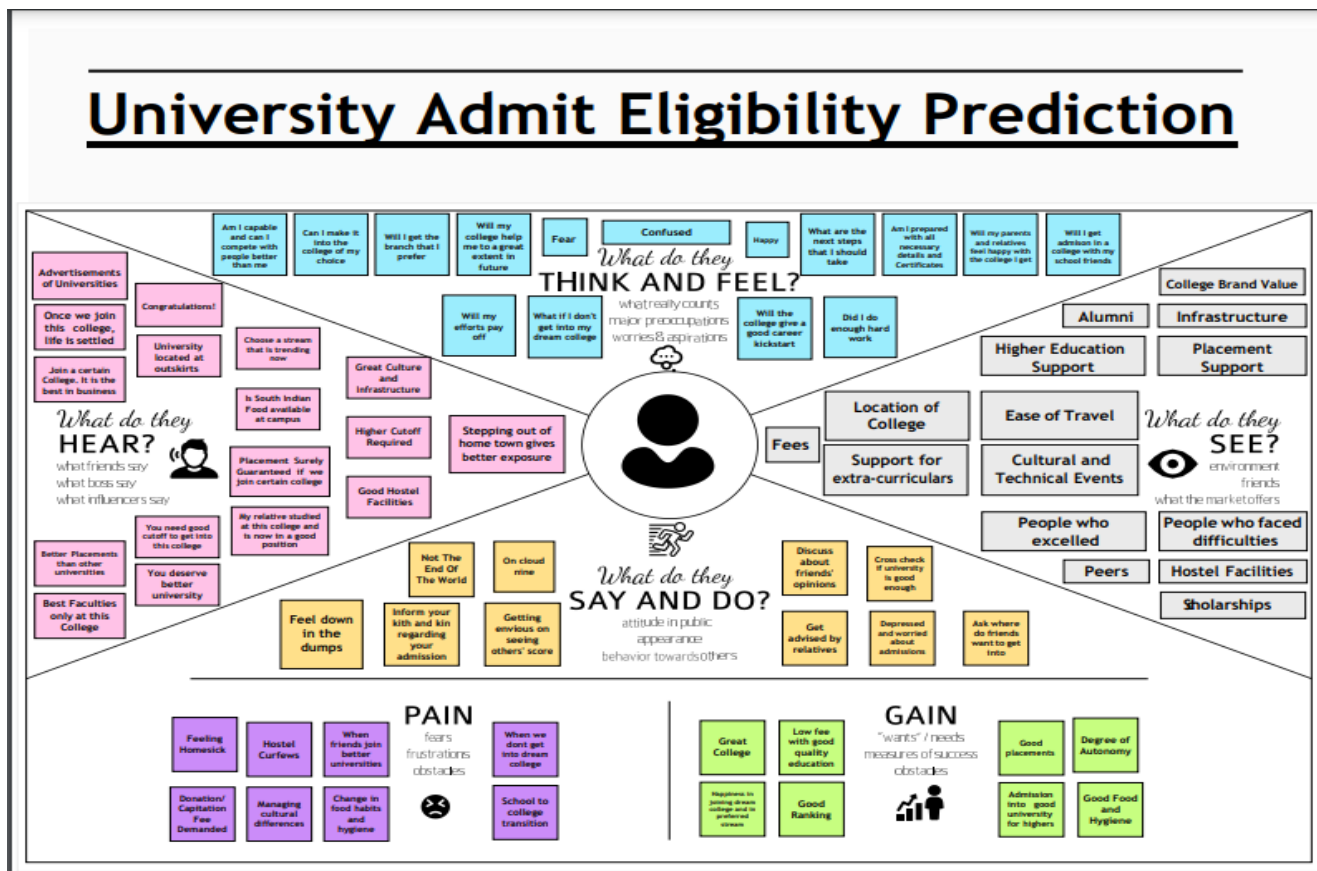 University Admit Eligibility Prediction
Am I capable
and can I
compete with
people better
than me
Can I make it
into the
college of my
choice
Will I get the
branch that I
prefer
Will my
college help
me to a great
extent in
future
Fear
Confused
Happy
What are the
next steps
that I should
take
Am I prepared
with all
necessary
details and
Certificates
Will my parents
and relatives
feel happy with
the college I get
Will I get
admison in a
college with my
school friends
What do they
THINK AND FEEL?
what really counts
major preoccupations
worries & aspirations
Will my
efforts pay
off
What if I don't
get into my
dream college
Will the
college give a
good career
kickstart
Did I do
enough hard
work
Advertisements
of Universities
Congratulations!
Once we join
this college,
life is settled
University
located at
outskirts
Choose a stream
that is trending
now
Join a certain
College. It is the
best in business
Great Culture
and
Infrastructure
Is South Indian
Food available
at campus
What do they
HEAR?
what friends say
what boss say
what influencers say
Higher Cutoff
Required
Stepping out of
home town gives
better exposure
Placement Surely
Guaranteed if we
join certain college
Good Hostel
Facilities
You need good
cutoff to get into
this college
My relative studied
at this college and
is now in a good
position
Better Placements
than other
universities
You deserve
better
university
Best Faculties
only at this
College
College Brand Value
Alumni
Infrastructure
Higher Education
Support
Placement
Support
Location of
College
Ease of Travel
Fees
Support for
extra-curriculars
Cultural and
Technical Events
What do they
SEE?
environment
friends
what the market offers
People who
excelled
People who faced
difficulties
Peers
Hostel Facilities
Sholarships
Not The
End Of
The World
On cloud
nine
What do they
SAY AND DO?
attitude in public
appearance
behavior towards others
Discuss
about
friends'
opinions
Cross check
if university
is good
enough
Feel down
in the
dumps
Inform your
kith and kin
regarding
your
admission
Getting
envious on
seeing
others' score
Get
advised by
relatives
Depressed
and worried
about
admissions
Ask where
do friends
want to get
into
PAIN
fears
frustrations
obstacles
Feeling
Homesick
Hostel
Curfews
When
friends join
better
universities
When we
dont get
into dream
college
Donation/
Capitation
Fee
Demanded
Managing
cultural
differences
Change in
food habits
and
hygiene
School to
college
transition
GAIN
"wants" / needs
measures of success
obstacles
Great
College
Low fee
with good
quality
education
Good
placements
Degree of
Autonomy
Happiness in
joining dream
college and in
preferred
stream
Good
Ranking
Admission
into good
university
for highers
Good Food
and
Hygiene